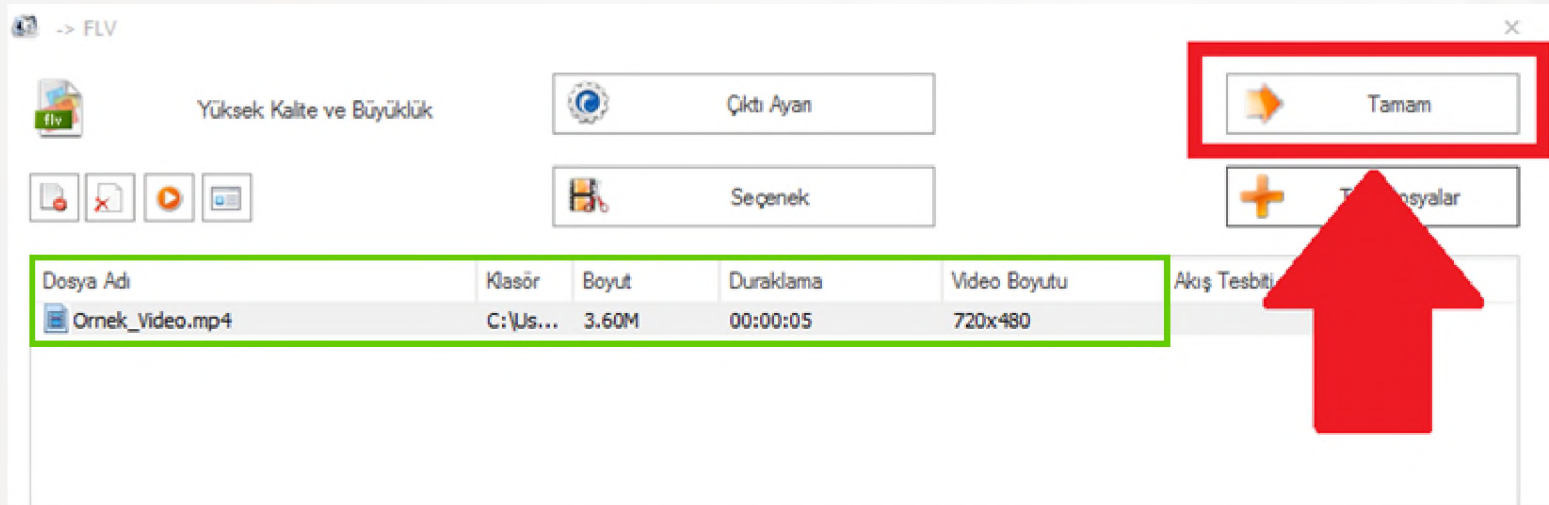 -> FLV
flv
Yüksek Kalite ve Büyüklük
Çıktı Ayarı
Tamam
Seçenek
Dosya Adı Klasör Boyut Duraklama Video Boyutu Akış Tesbiti
Ornek_Video.mp4 C:\Us... 3.60M 00:00:05 720x480